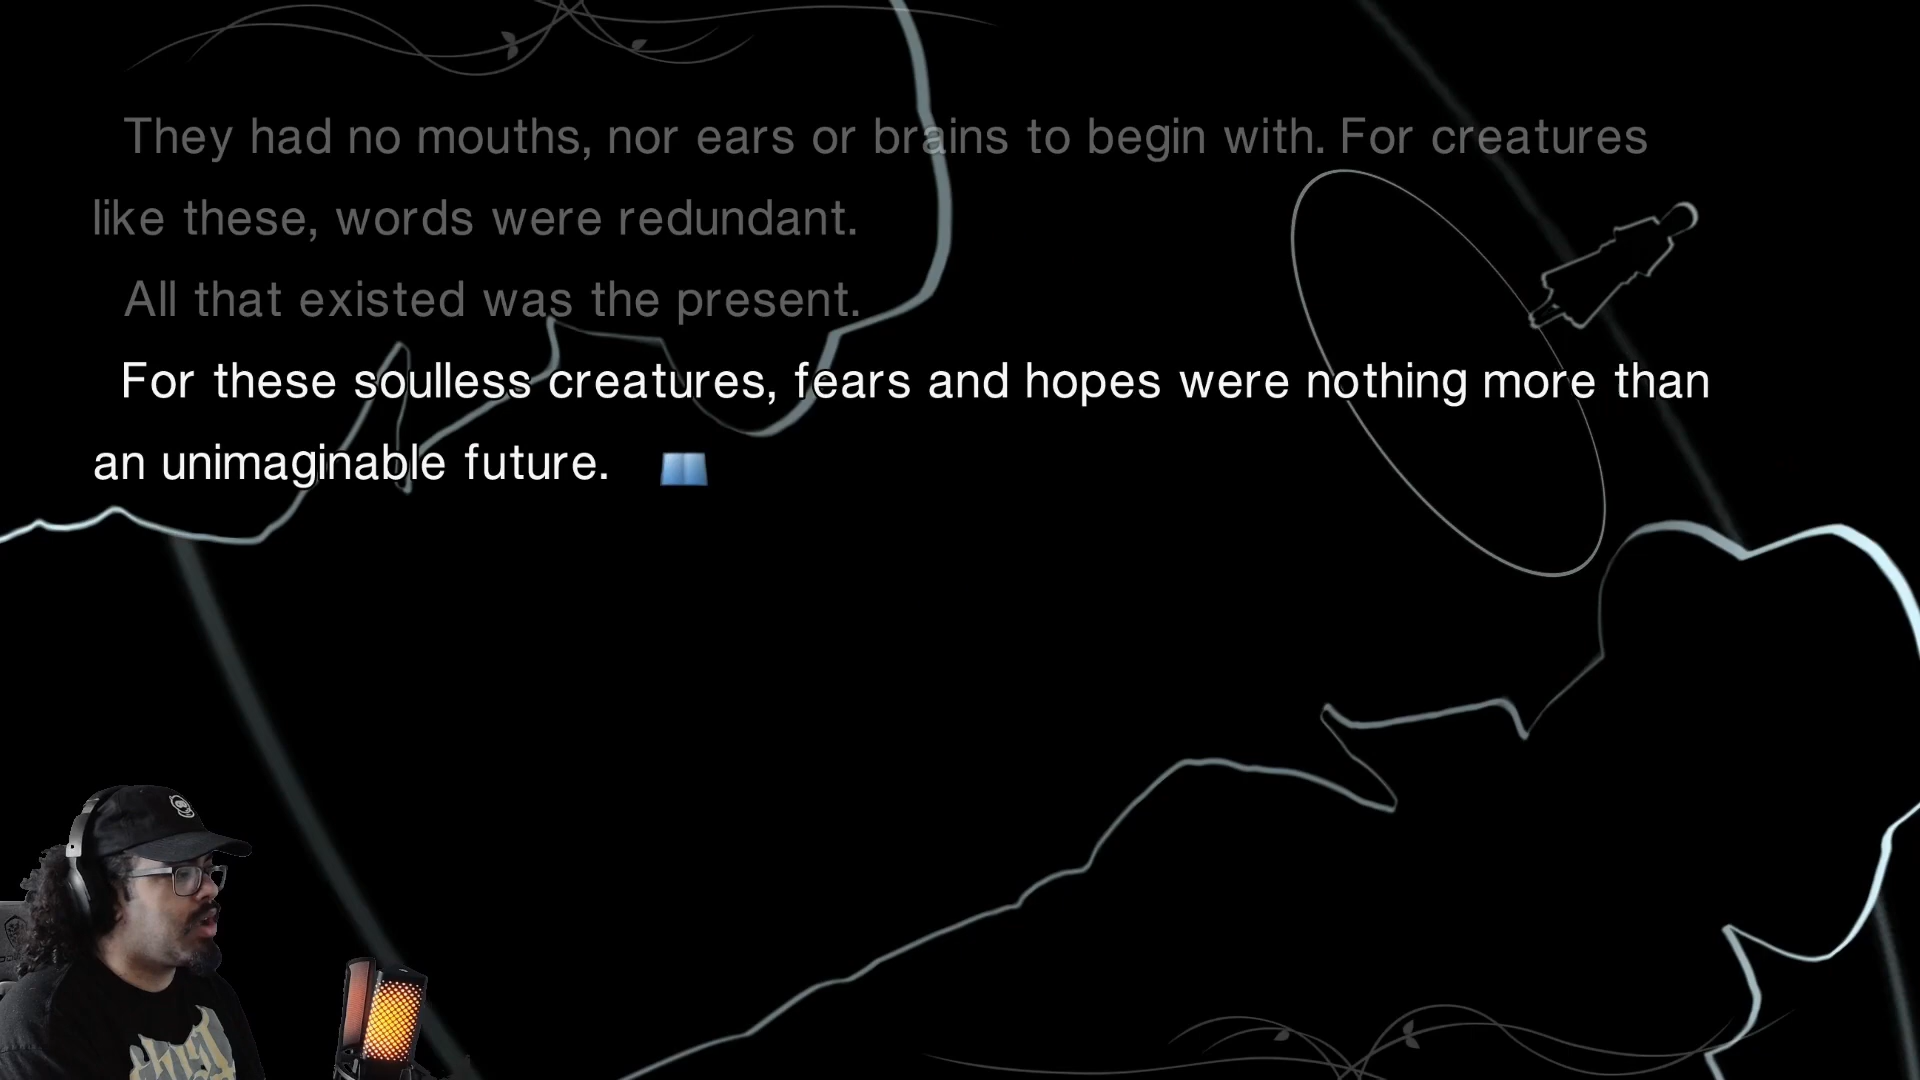 They had no mouths, nor ears or brains to begin with. For creatures
like these, words were redundant.
All that existed was the present.
For these soulless creatures, fears and hopes were nothing more than
an unimaginable future.